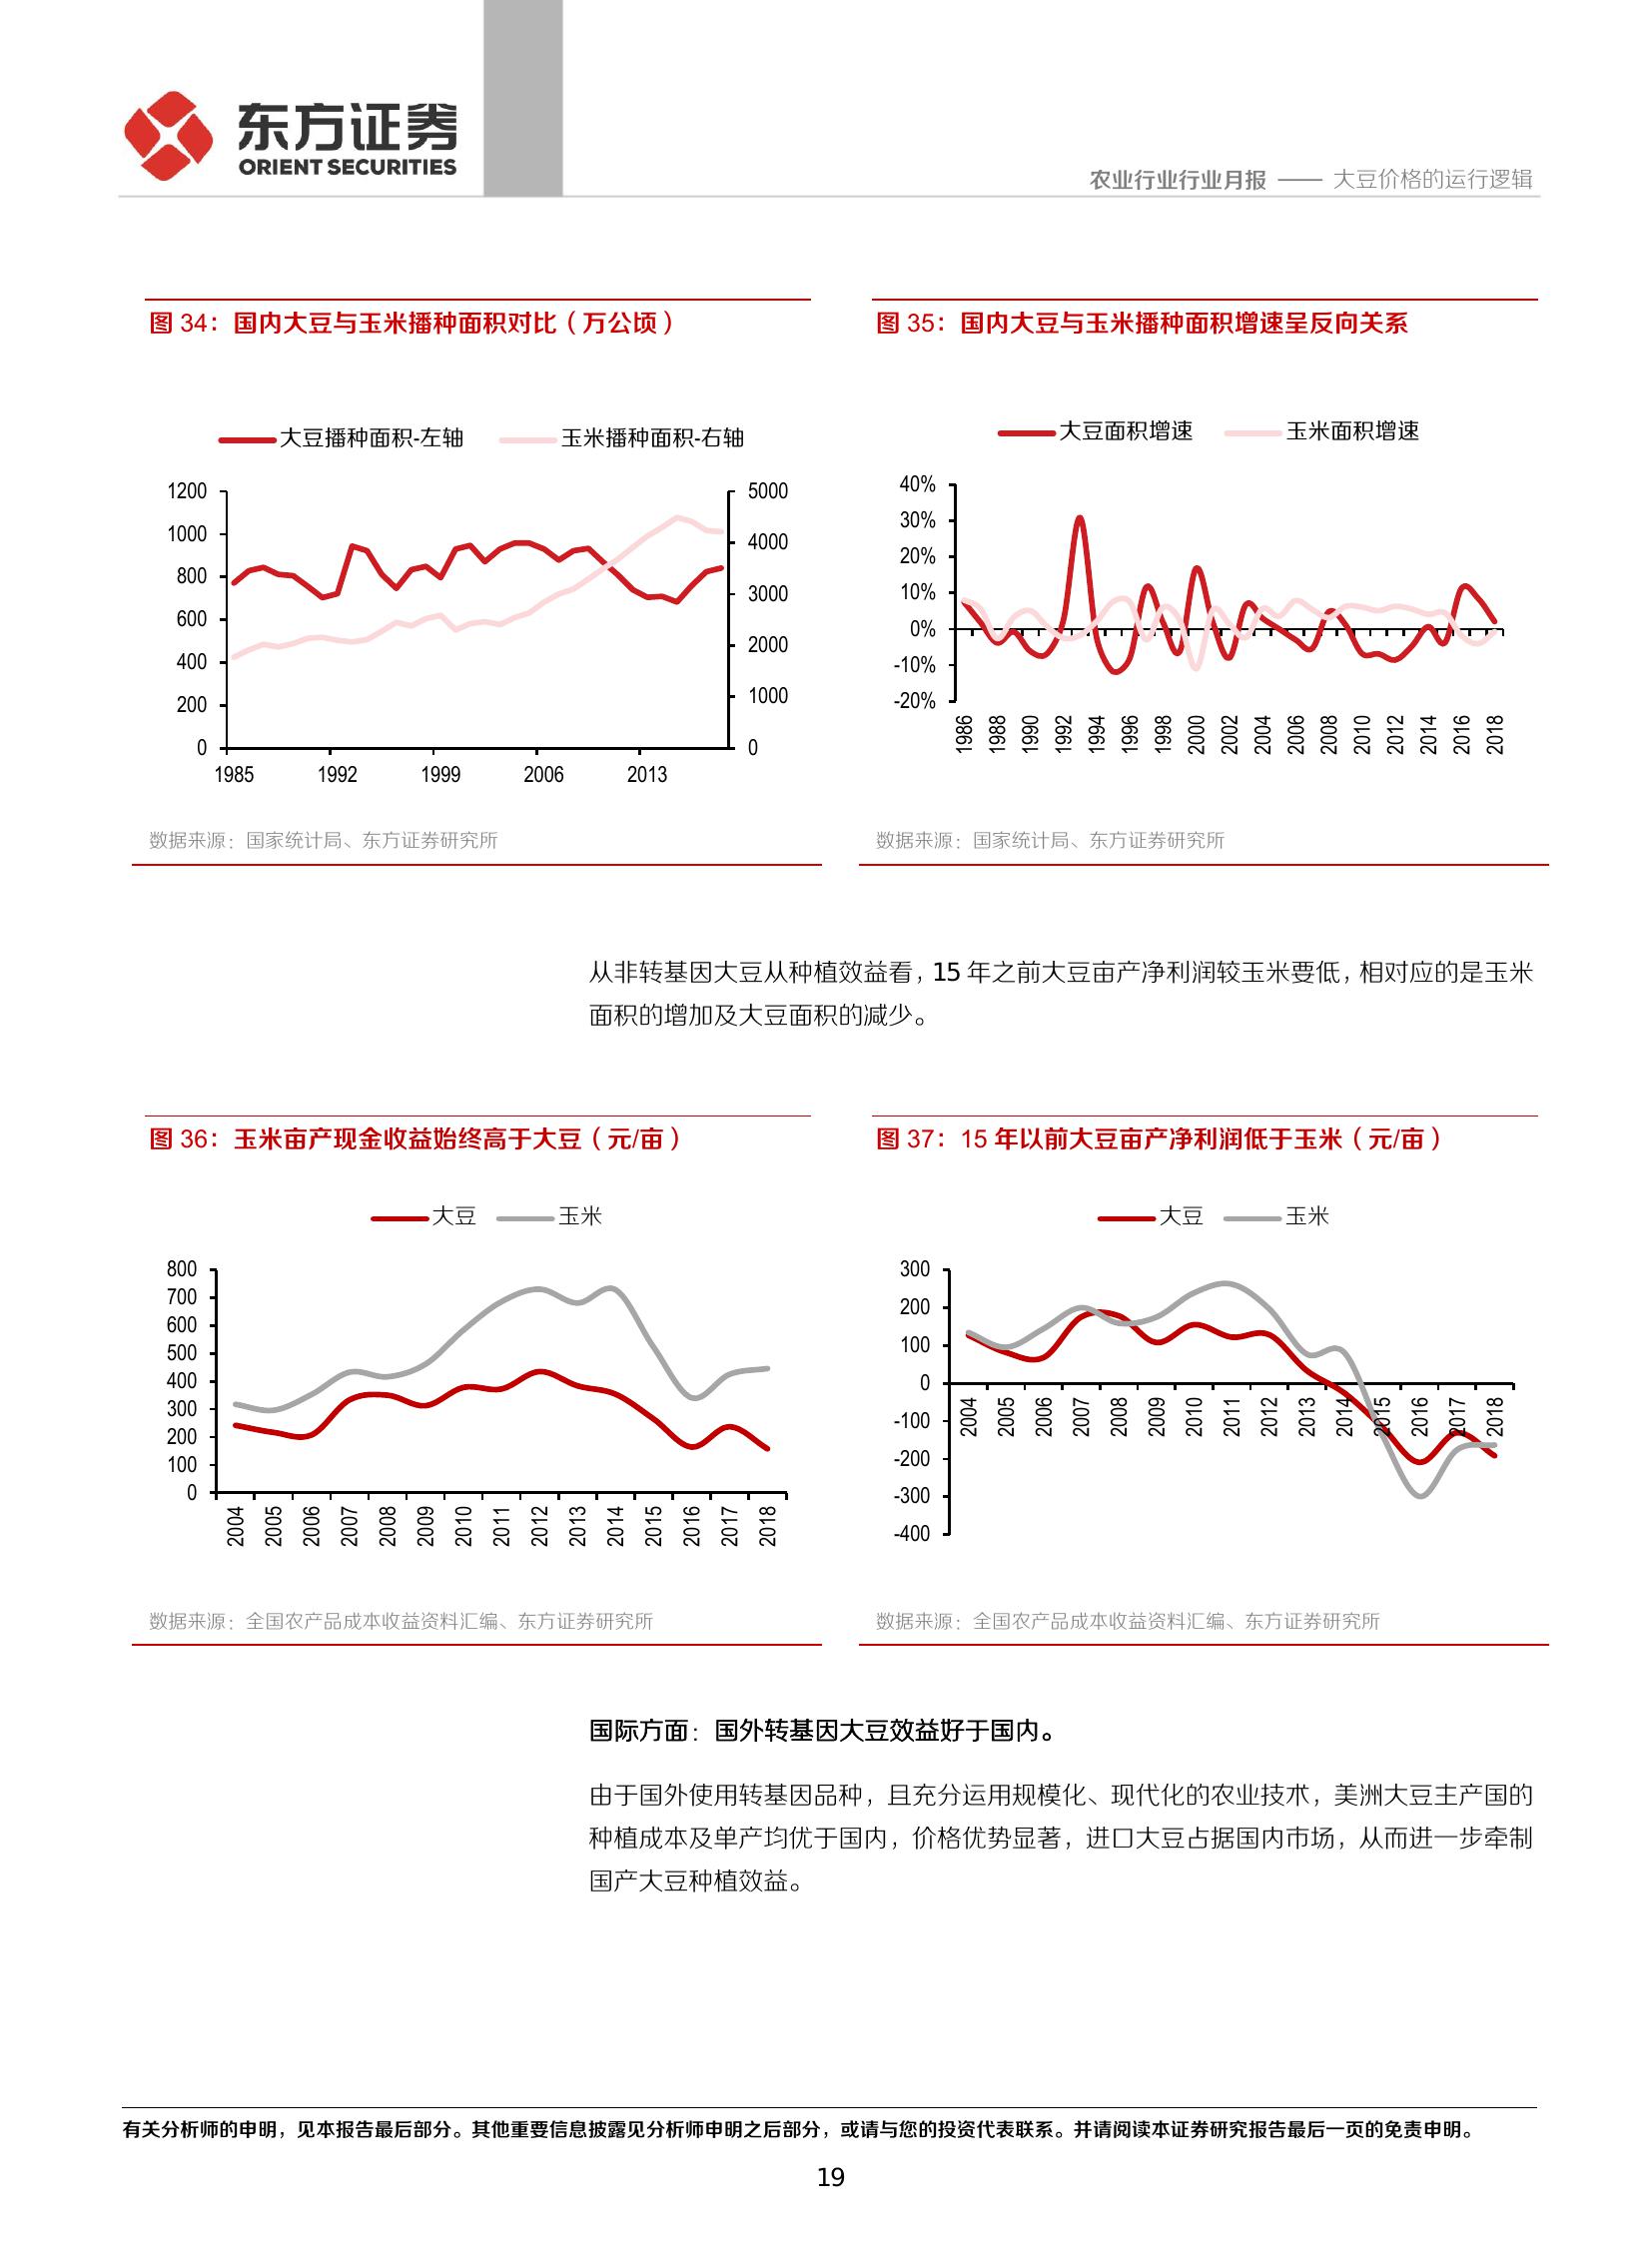 东方证券
ORIENT SECURITIES
农业行业行业月报 —— 大豆价格的运行逻辑
图 34：国内大豆与玉米播种面积对比（万公顷）
大豆播种面积-左轴 玉米播种面积-右轴
1200
1000
800
600
400
200
0
5000
4000
3000
2000
1000
0
1985 1992 1999 2006 2013
数据来源：国家统计局、东方证券研究所
图 35：国内大豆与玉米播种面积增速呈反向关系
大豆面积增速 玉米面积增速
40%
30%
20%
10%
0%
-10%
-20%
1986 1988 1990 1992 1994 1996 1998 2000 2002 2004 2006 2008 2010 2012 2014 2016 2018
数据来源：国家统计局、东方证券研究所
从非转基因大豆从种植效益看，15 年之前大豆亩产净利润较玉米要低，相对应的是玉米
面积的增加及大豆面积的减少。
图 36：玉米亩产现金收益始终高于大豆（元/亩）
大豆 玉米
800
700
600
500
400
300
200
100
0
2004 2005 2006 2007 2008 2009 2010 2011 2012 2013 2014 2015 2016 2017 2018
数据来源：全国农产品成本收益资料汇编、东方证券研究所
图 37：15 年以前大豆亩产净利润低于玉米（元/亩）
大豆 玉米
300
200
100
0
-100
-200
-300
-400
2004 2005 2006 2007 2008 2009 2010 2011 2012 2013 2014 2015 2016 2017 2018
数据来源：全国农产品成本收益资料汇编、东方证券研究所
国际方面：国外转基因大豆效益好于国内。
由于国外使用转基因品种，且充分运用规模化、现代化的农业技术，美洲大豆主产国的
种植成本及单产均优于国内，价格优势显著，进口大豆占据国内市场，从而进一步牵制
国产大豆种植效益。
有关分析师的申明，见本报告最后部分。其他重要信息披露见分析师申明之后部分，或请与您的投资代表联系。并请阅读本证券研究报告最后一页的免责申明。
19